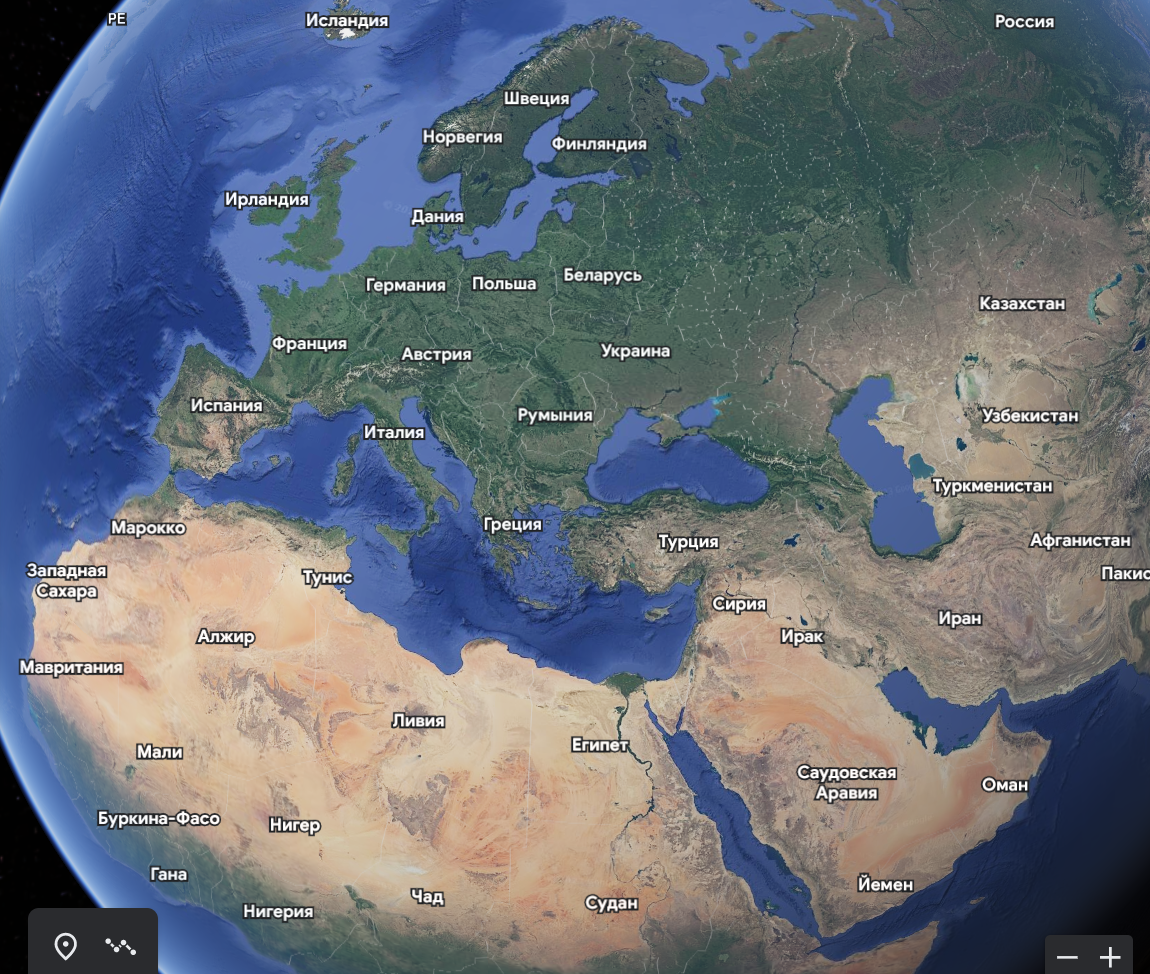 РЕ
Исландия
Россия
Швеция
Норвегия
Финляндия
Ирландия
Дания
Германия
Польша
Беларусь
Казахстан
Франция
Австрия
Украина
Испания
Румыния
Узбекистан
Италия
Туркменистан
Марокко
Греция
Турция
Афганистан
Западная
Сахара
Тунис
Пакис
Сирия
Иран
Алжир
Ирак
Мавритания
Ливия
Египет
Мали
Саудовская
Аравия
Оман
Буркина-Фасо
Нигер
Гана
Йемен
Чад
Судан
Нигерия